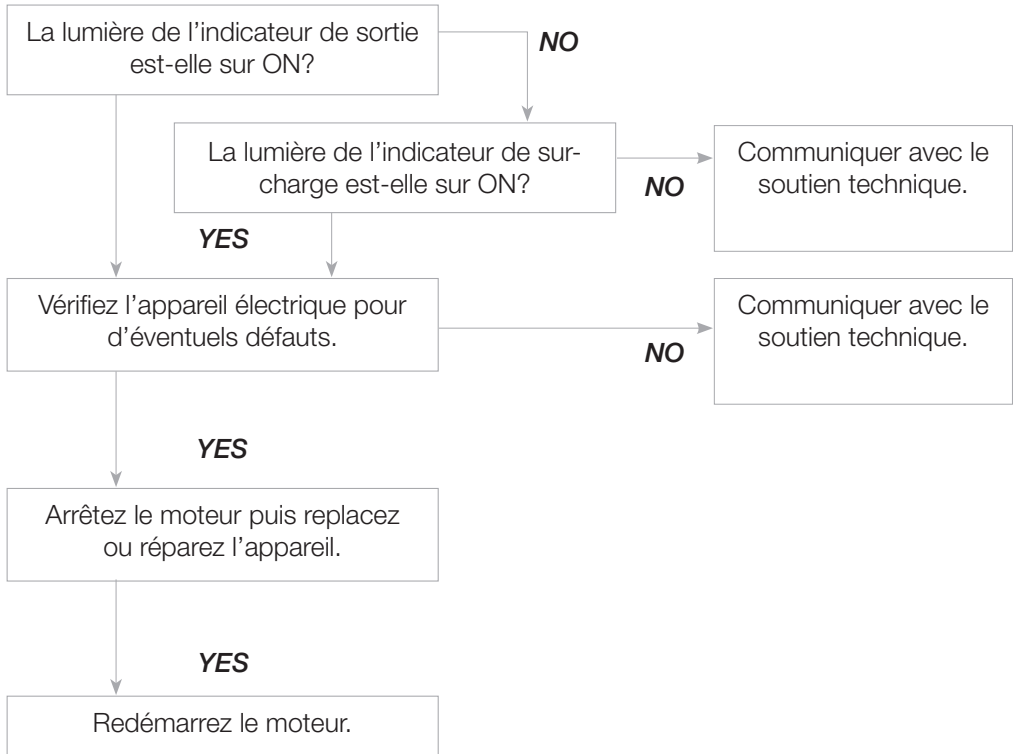 La lumière de l’indicateur de sortie
est-elle sur ON?
NO
La lumière de l’indicateur de sur-
charge est-elle sur ON?
NO
Communiquer avec le
soutien technique.
YES
Vérifiez l’appareil électrique pour
d’éventuels défauts.
NO
Communiquer avec le
soutien technique.
YES
Arrêtez le moteur puis replacez
ou réparez l’appareil.
YES
Redémarrez le moteur.